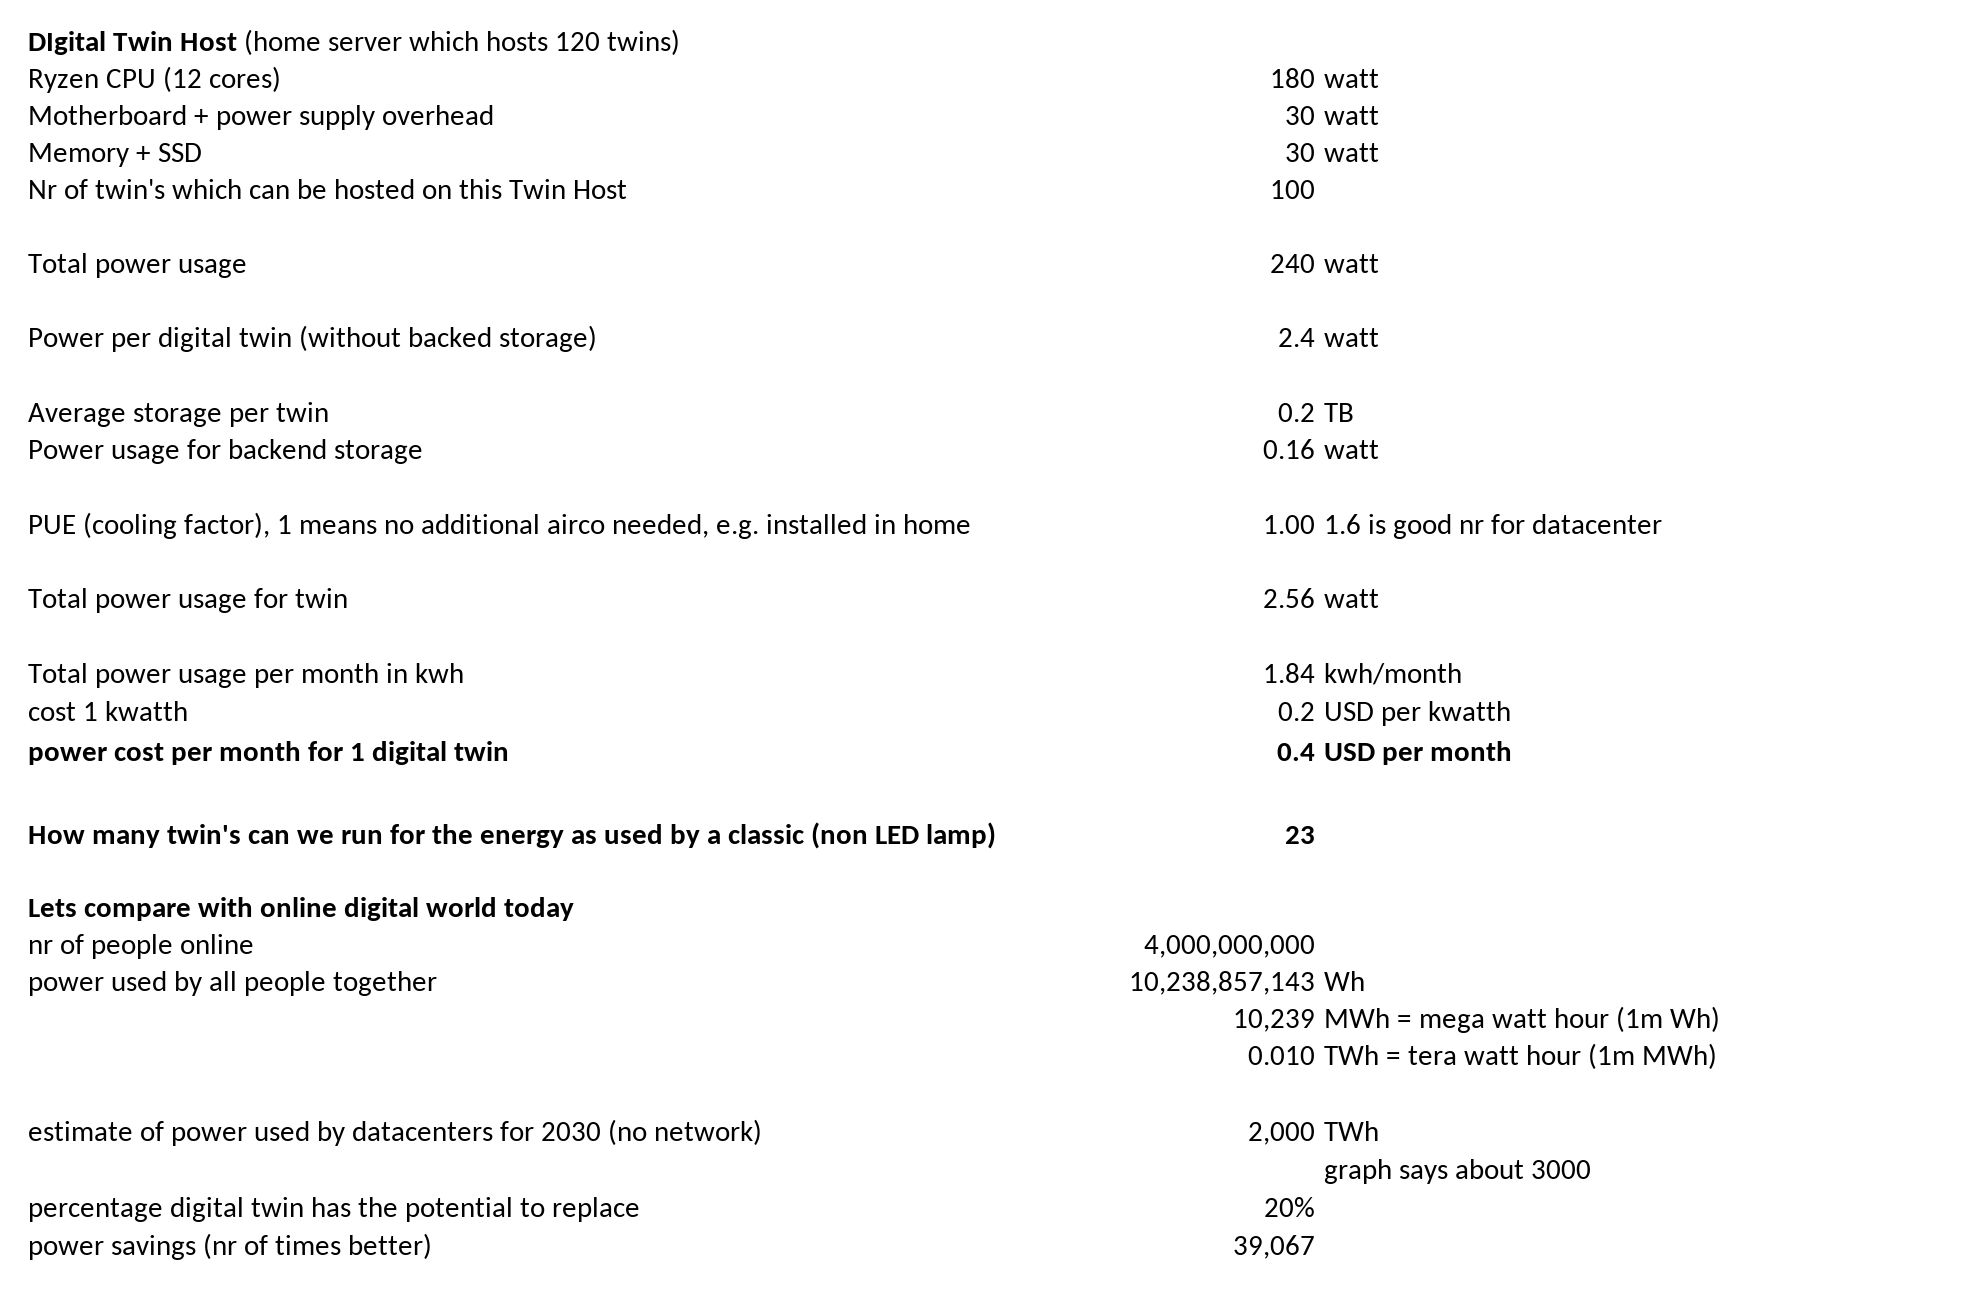 DIgital Twin Host (home server which hosts 120 twins)
Ryzen CPU (12 cores) 180 watt
Motherboard + power supply overhead 30 watt
Memory + SSD 30 watt
Nr of twin's which can be hosted on this Twin Host 100
Total power usage 240 watt
Power per digital twin (without backed storage) 2.4 watt
Average storage per twin 0.2 TB
Power usage for backend storage 0.16 watt
PUE (cooling factor), 1 means no additional airco needed, e.g. installed in home 1.00 1.6 is good nr for datacenter
Total power usage for twin 2.56 watt
Total power usage per month in kwh 1.84 kwh/month
cost 1 kwatth 0.2 USD per kwatth
power cost per month for 1 digital twin 0.4 USD per month
How many twin's can we run for the energy as used by a classic (non LED lamp) 23
Lets compare with online digital world today
nr of people online 4,000,000,000
power used by all people together 10,238,857,143 Wh
10,239 MWh = mega watt hour (1m Wh)
0.010 TWh = tera watt hour (1m MWh)
estimate of power used by datacenters for 2030 (no network) 2,000 TWh
graph says about 3000
percentage digital twin has the potential to replace 20%
power savings (nr of times better) 39,067